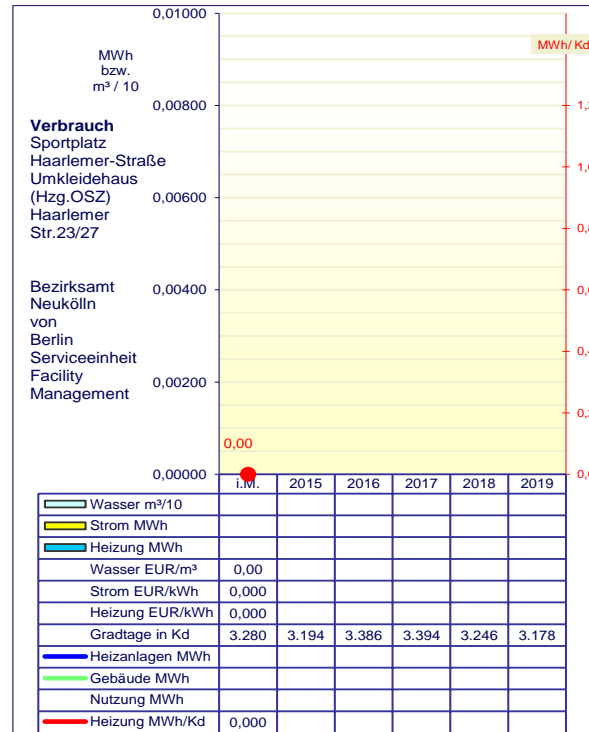 MWh
bzw.
m³ / 10
Verbrauch
Sportplatz
Haarlemer-Straße
Umkleidehaus
(Hzg.OSZ)
Haarlemer
Str.23/27
Bezirksamt
Neukölln
von
Berlin
Serviceeinheit
Facility
Management
0,01000
0,00800
0,00600
0,00400
0,00200
0,00000
MWh/ Kd
0,00
i.M. 2015 2016 2017 2018 2019
Wasser m³/10
Strom MWh
Heizung MWh
Wasser EUR/m³ 0,00
Strom EUR/kWh 0,000
Heizung EUR/kWh 0,000
Gradtage in Kd 3.280 3.194 3.386 3.394 3.246 3.178
Heizanlagen MWh
Gebäude MWh
Nutzung MWh
Heizung MWh/Kd 0,000